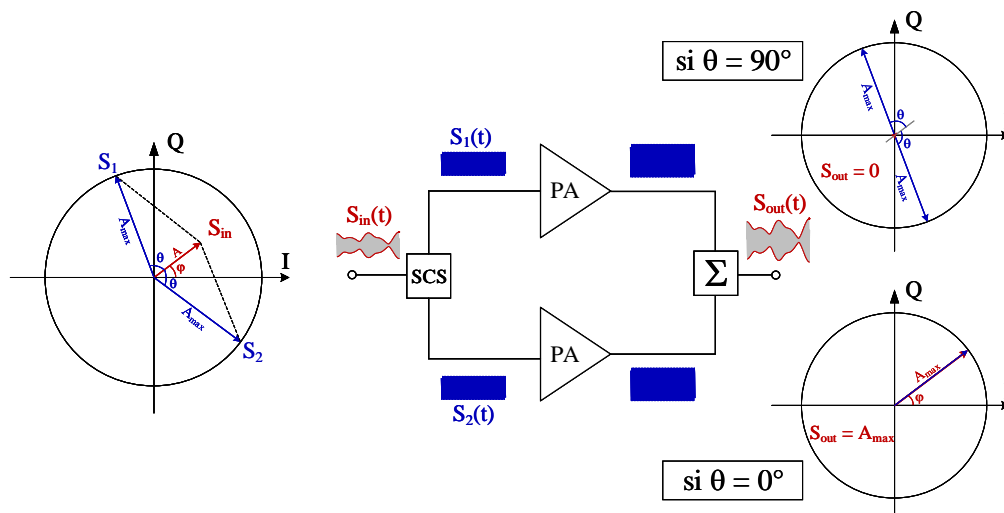 Q
S1
Amax
θ
A
Sin
φ
θ
I
Amax
S2
S1(t)
PA
Sin(t)
SCS
Σ
Sout(t)
PA
S2(t)
si θ = 90°
Q
Amax
θ
θ
Sout = 0
Amax
Q
Amax
φ
Sout = Amax
si θ = 0°